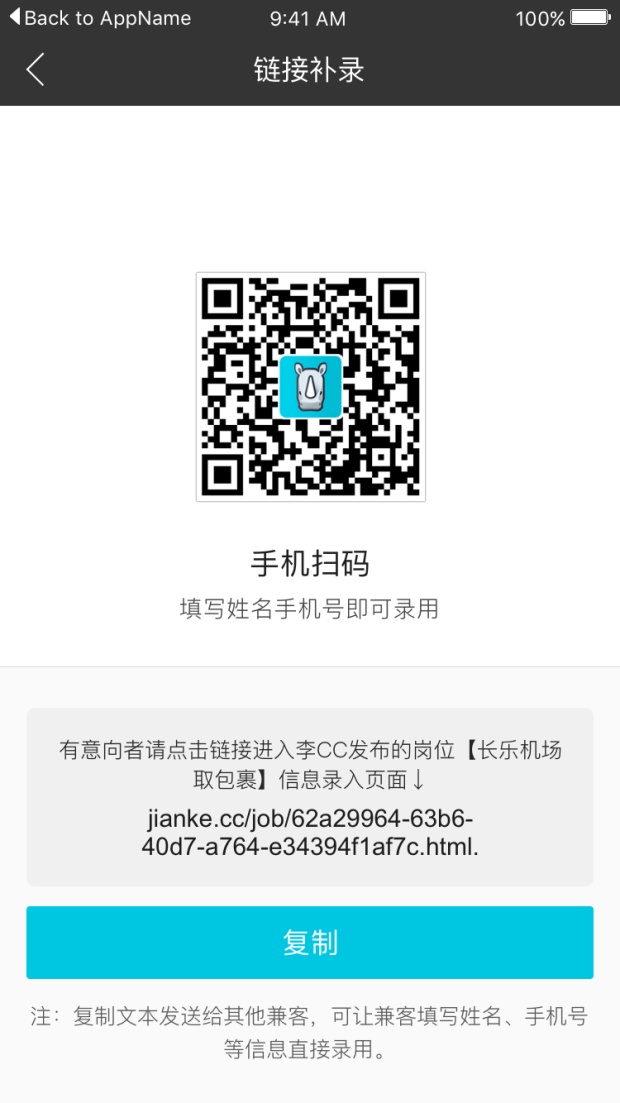 Back to AppName 9:41 AM 100%
链接补录
手机扫码
填写姓名手机号即可录用
有意向者请点击链接进入李CC发布的岗位【长乐机场
取包裹】信息录入页面↓
jianke.cc/job/62a29964-63b6-
40d7-a764-e34394f1af7c.html.
复制
注：复制文本发送给其他兼客，可让兼客填写姓名、手机号
等信息直接录用。